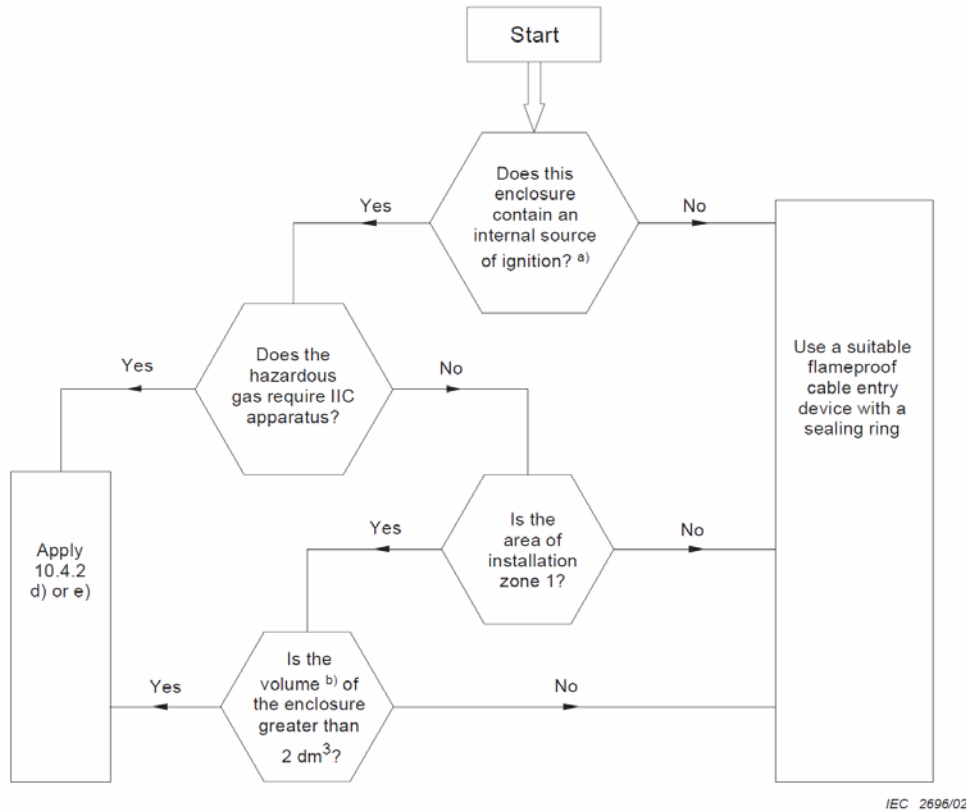 Start
Does this
enclosure
contain an
internal source
of ignition? a)
Yes
No
Does the
hazardous
gas require IIC
apparatus?
Yes
No
Use a suitable
flameproof
cable entry
device with a
sealing ring
Is the
area of
installation
zone 1?
Yes
No
Apply
10.4.2
d) or e)
Is the
volume b) of
the enclosure
greater than
2 dm³?
Yes
No
IEC 2696/02